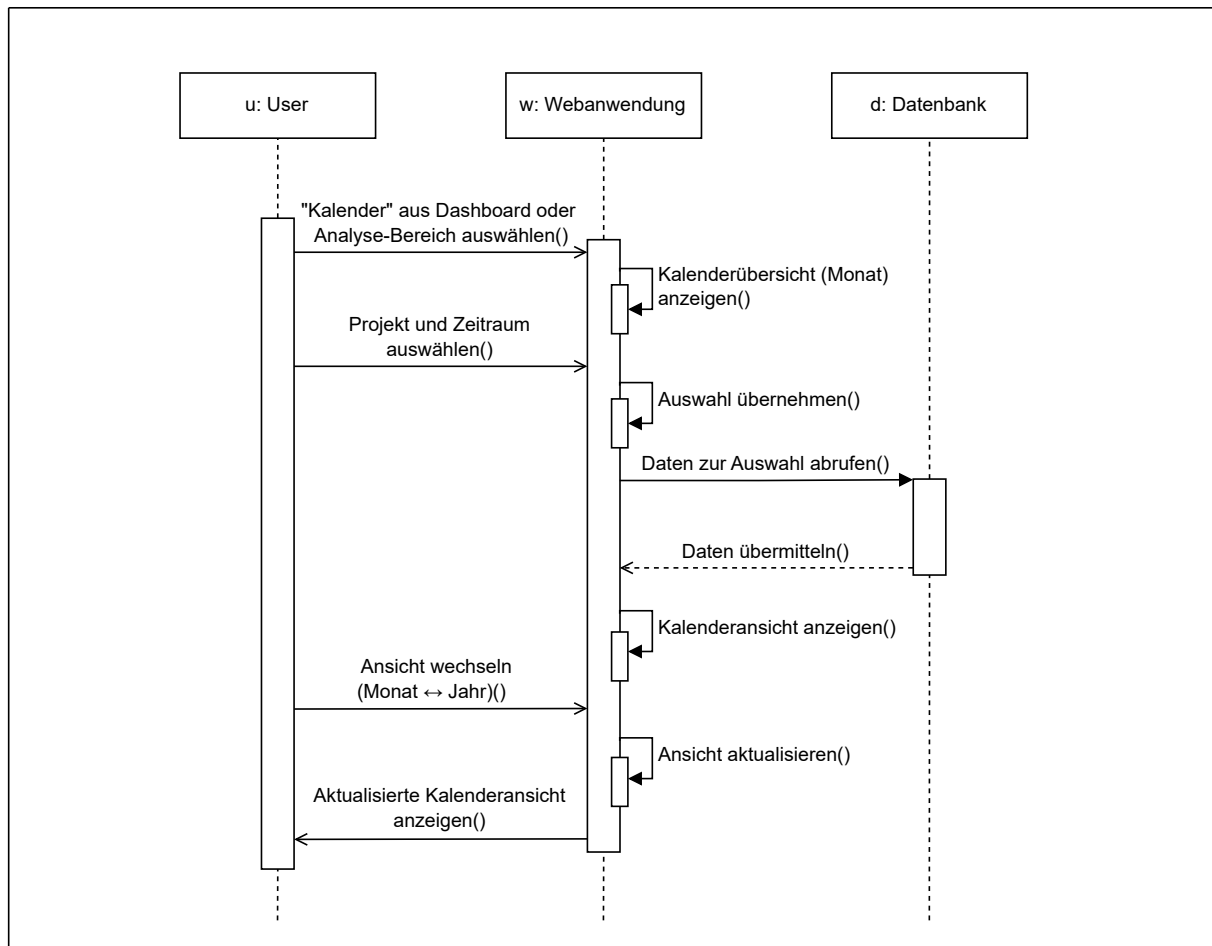 u: User
w: Webanwendung
d: Datenbank
"Kalender" aus Dashboard oder
Analyse-Bereich auswählen()
Kalenderübersicht (Monat)
anzeigen()
Projekt und Zeitraum
auswählen()
Auswahl übernehmen()
Daten zur Auswahl abrufen()
Daten übermitteln()
Kalenderansicht anzeigen()
Ansicht wechseln
(Monat ↔ Jahr)()
Ansicht aktualisieren()
Aktualisierte Kalenderansicht
anzeigen()